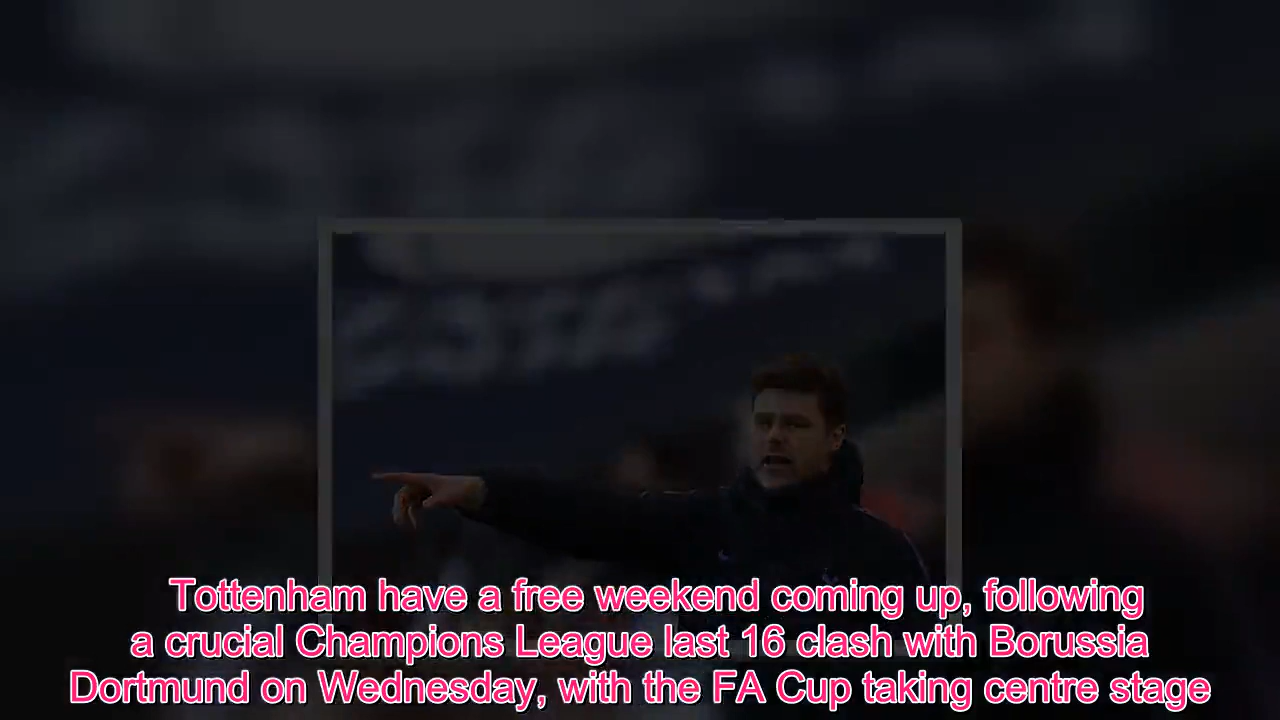 Tottenham have a free weekend coming up, following
a crucial Champions League last 16 clash with Borussia
Dortmund on Wednesday, with the FA Cup taking centre stage